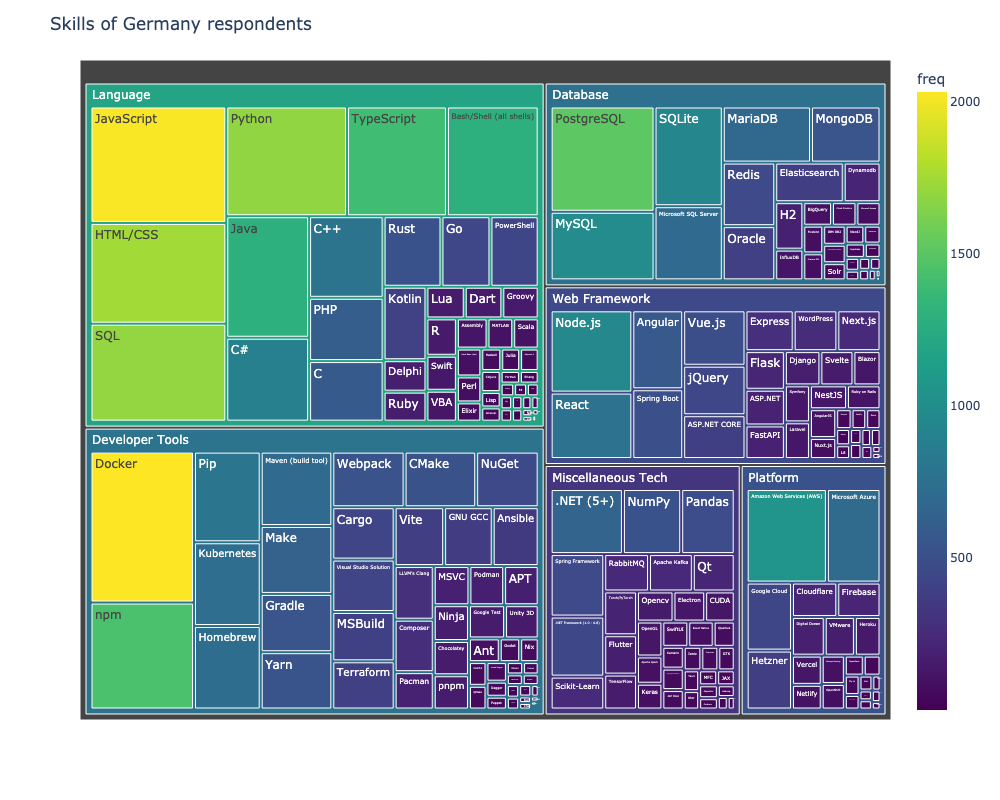 Skills of Germany respondents
freq
2000
1500
1000
500
Language
JavaScript
HTML/CSS
SQL
Python
TypeScript
Bash/Shell (all shells)
Java
C#
C++
PHP
C
Rust
Go
PowerShell
Kotlin
Delphi
Ruby
Lua
Dart
Groovy
R
Swift
VBA
Assembly
MATLAB
Scala
Perl
Elixir
Julia
Lisp
Developer Tools
Docker
npm
Pip
Kubernetes
Homebrew
Maven (build tool)
Make
Gradle
Yarn
Webpack
CMake
NuGet
Cargo
Visual Studio Solution
MSBuild
Terraform
Vite
GNU GCC
Ansible
LLVM's Clang
Composer
Pacman
MSVC
Podman
APT
Ninja
Chocolatey
pnpm
Google Test
Unity 3D
Ant
Godot
Nix
Dagger
Puppet
Database
PostgreSQL
MySQL
SQLite
Microsoft SQL Server
MariaDB
MongoDB
Redis
Oracle
Elasticsearch
Dynamodb
H2
InfluxDB
BigQuery
IBM DB2
Solr
Web Framework
Node.js
React
Angular
Spring Boot
Vue.js
jQuery
ASP.NET CORE
Express
WordPress
Next.js
Flask
ASP.NET
FastAPI
Django
Svelte
Blazor
Symfony
Laravel
NestJS
Ruby on Rails
AngularJS
Nuxt.js
Lit
Miscellaneous Tech
.NET (5+)
NumPy
Pandas
Spring Framework
.NET Framework (1.0 - 4.8)
Scikit-Learn
RabbitMQ
Apache Kafka
Qt
Torch/PyTorch
Flutter
TensorFlow
Opencv
Electron
CUDA
OpenGL
SwiftUI
Apache Spark
Keras
MFC
JAX
GTK
Platform
Amazon Web Services (AWS)
Microsoft Azure
Google Cloud
Hetzner
Cloudflare
Firebase
Digital Ocean
VMware
Heroku
Vercel
Netlify
OpenShift